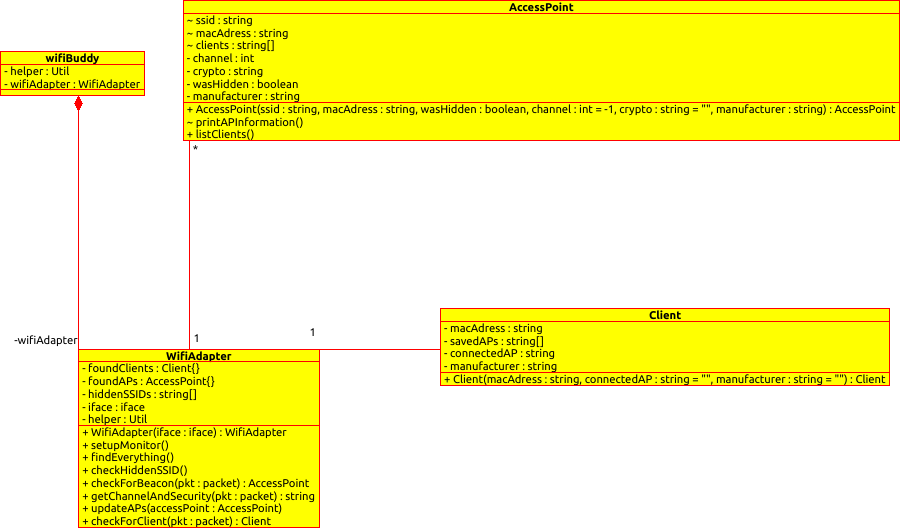 AccessPoint
~ ssid : string
~ macAdress : string
~ clients : string[]
- channel : int
- crypto : string
- wasHidden : boolean
- manufacturer : string
+ AccessPoint(ssid : string, macAdress : string, wasHidden : boolean, channel : int = -1, crypto : string = "", manufacturer : string) : AccessPoint
~ printAPInformation()
+ listClients()
wifiBuddy
- helper : Util
- wifiAdapter : WifiAdapter
*
-wifiAdapter
1
1
Client
- macAdress : string
- savedAPs : string[]
- connectedAP : string
- manufacturer : string
+ Client(macAdress : string, connectedAP : string = "", manufacturer : string = "") : Client
WifiAdapter
- foundClients : Client{}
- foundAPs : AccessPoint{}
- hiddenSSIDs : string[]
- iface : iface
- helper : Util
+ WifiAdapter(iface : iface) : WifiAdapter
+ setupMonitor()
+ findEverything()
+ checkHiddenSSID()
+ checkForBeacon(pkt : packet) : AccessPoint
+ getChannelAndSecurity(pkt : packet) : string
+ updateAPs(accessPoint : AccessPoint)
+ checkForClient(pkt : packet) : Client